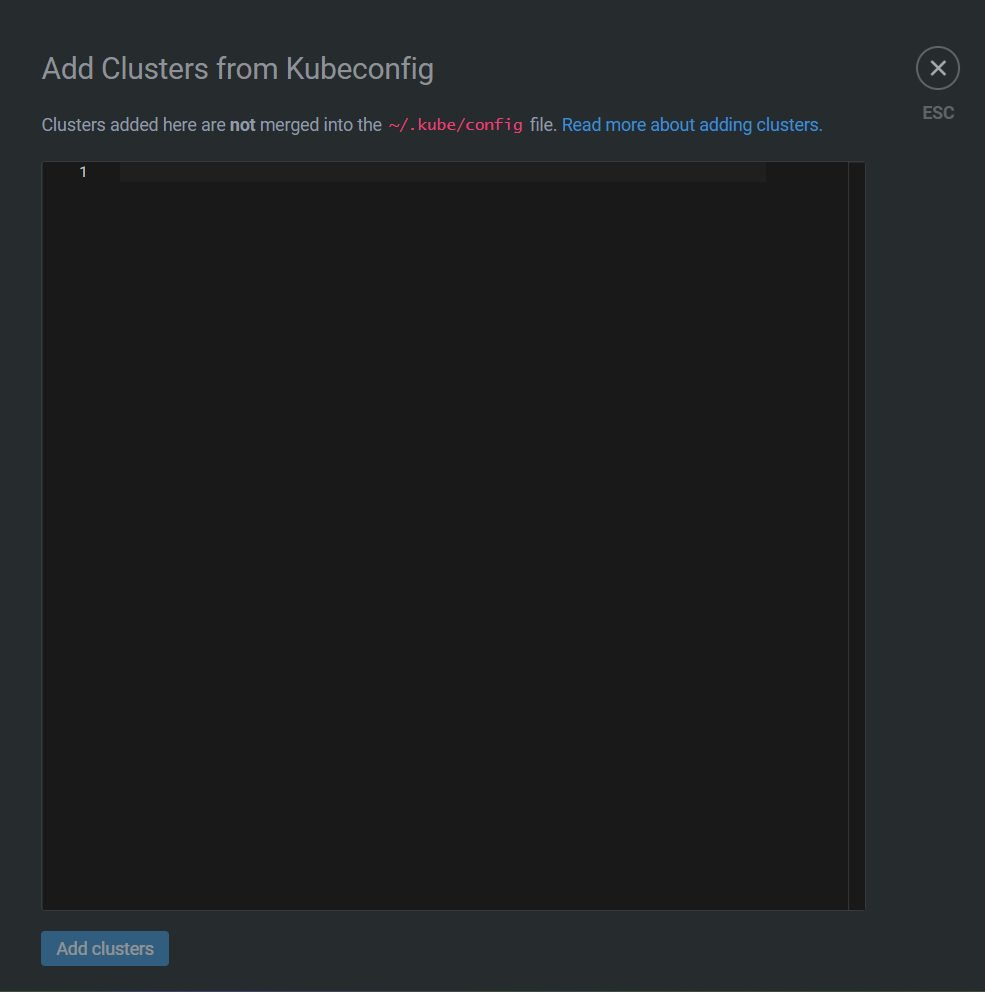 Add Clusters from Kubeconfig
ESC
Clusters added here are not merged into the ~/.kube/config file. Read more about adding clusters.
1
Add clusters